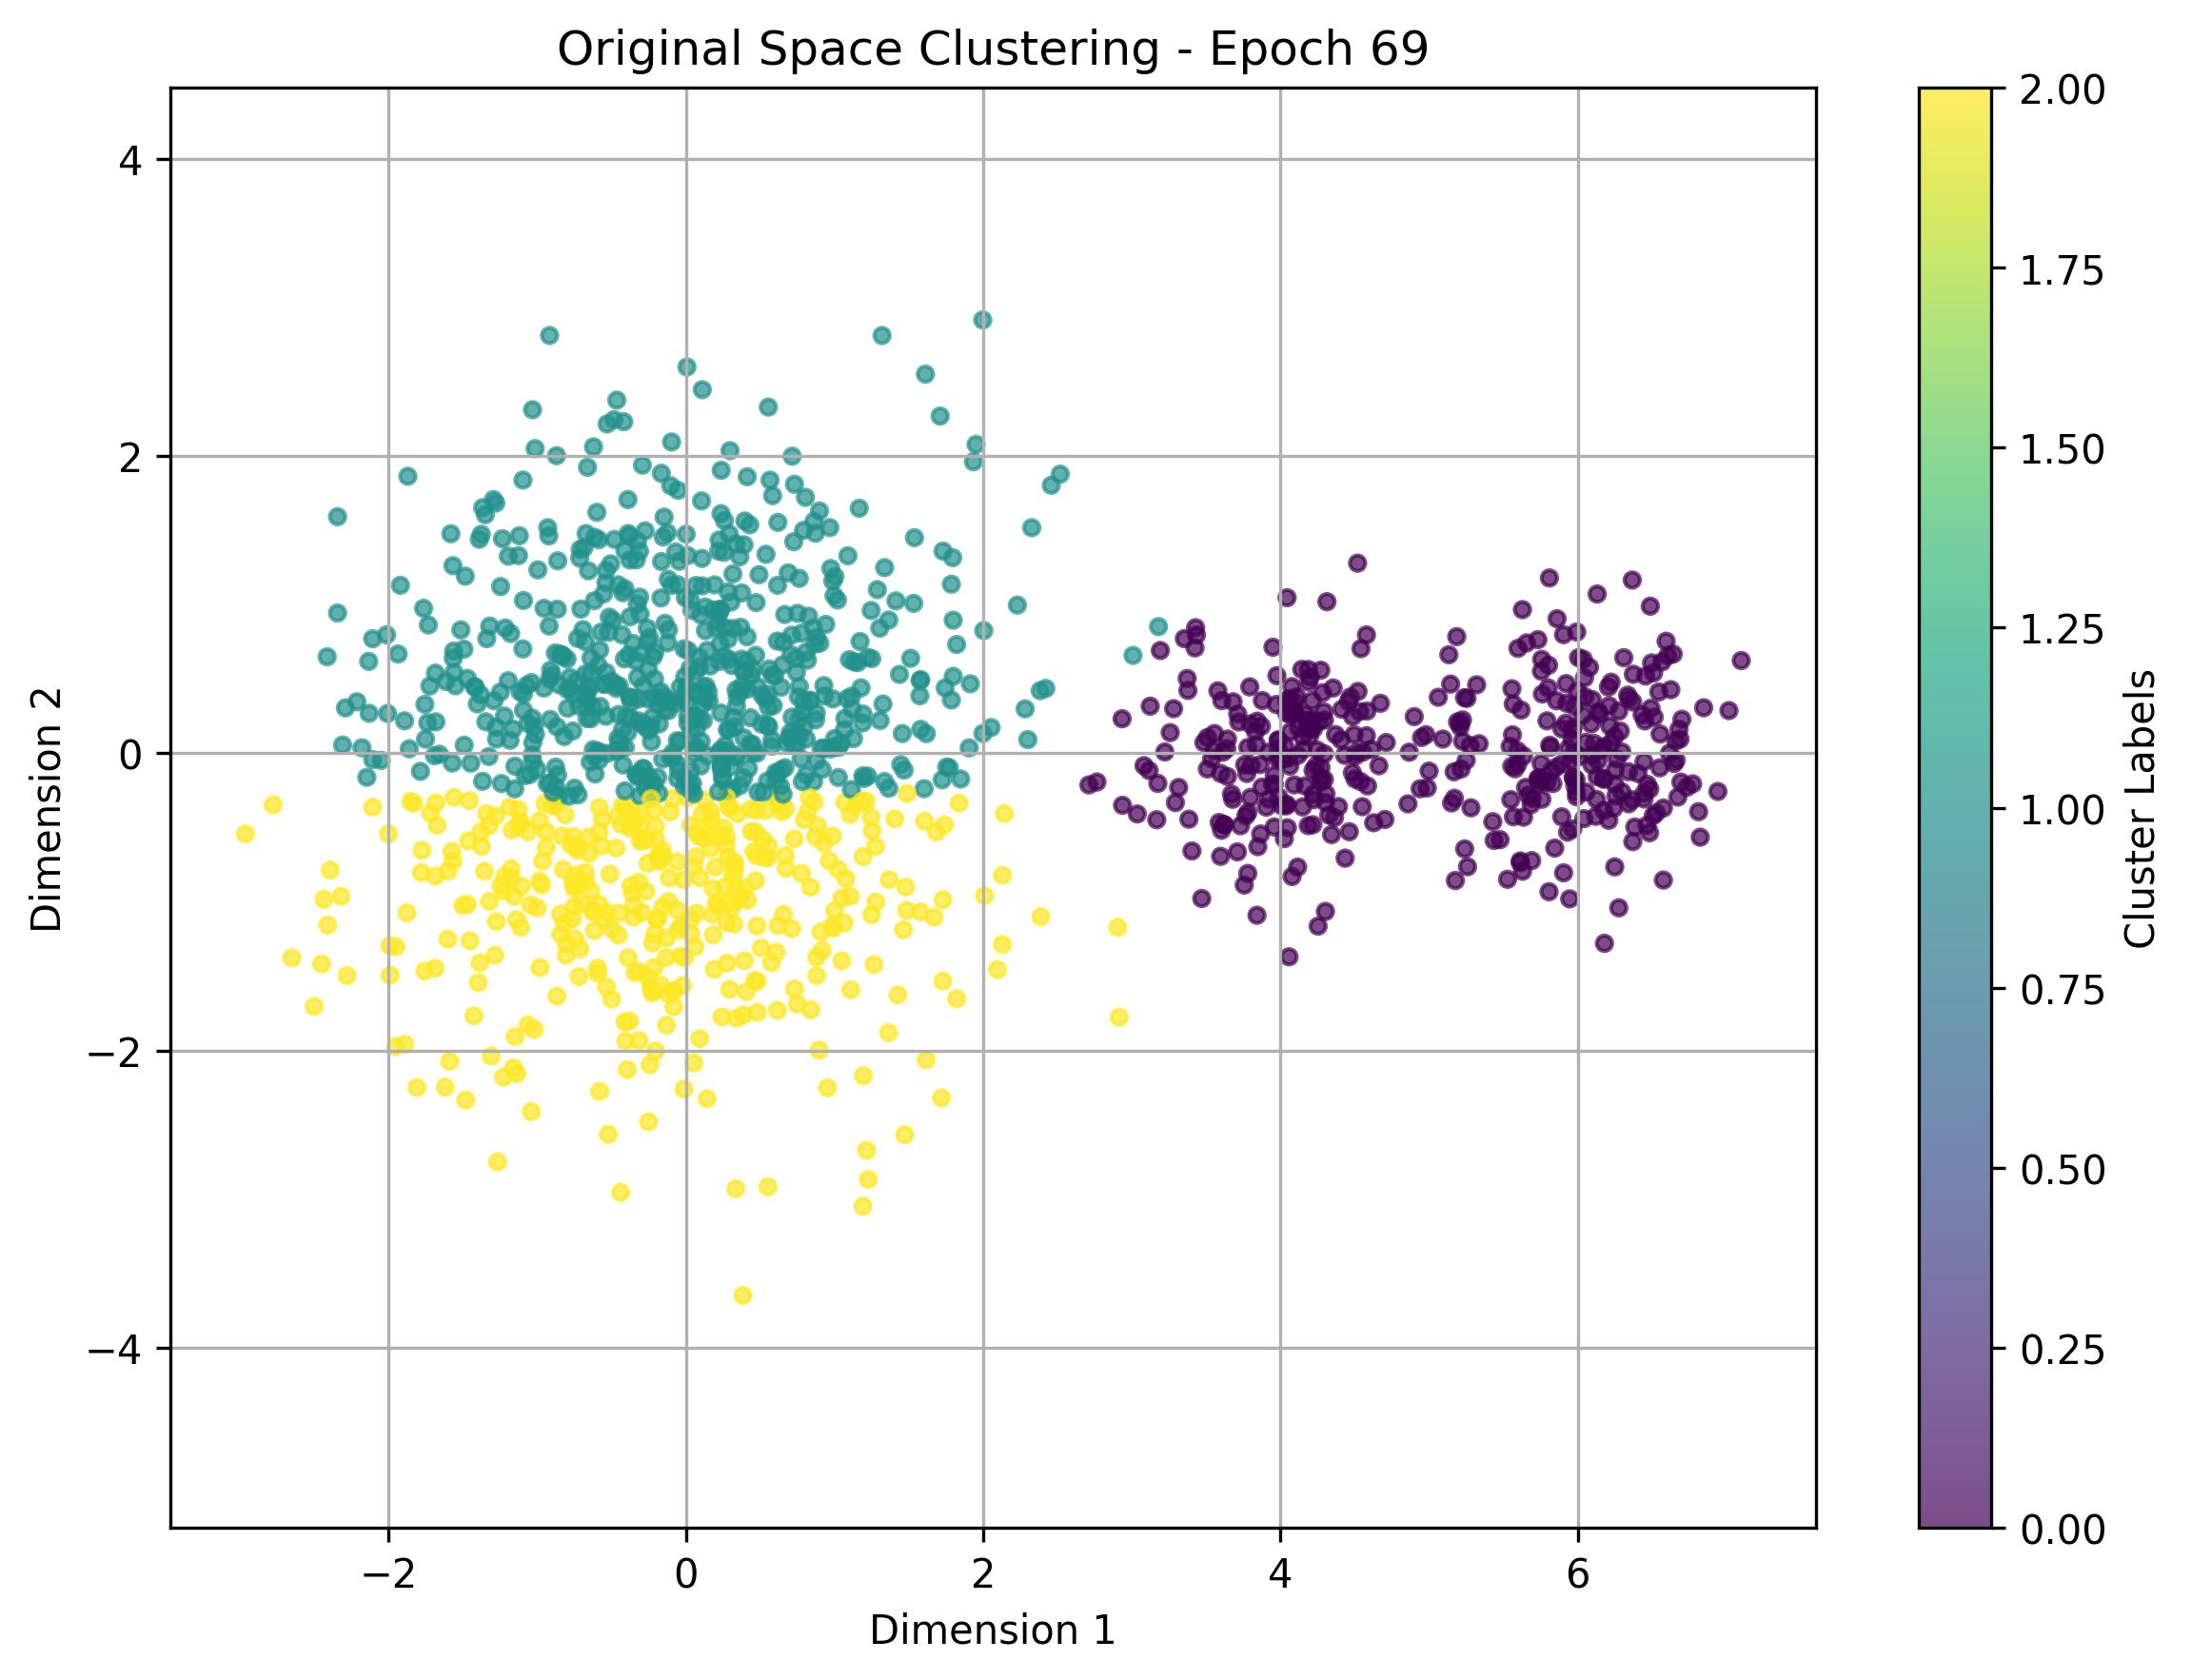 Original Space Clustering - Epoch 69
4
2
0
−2
−4
−2 0 2 4 6
Dimension 1
Dimension 2
2.00
1.75
1.50
1.25
1.00
0.75
0.50
0.25
0.00
Cluster Labels